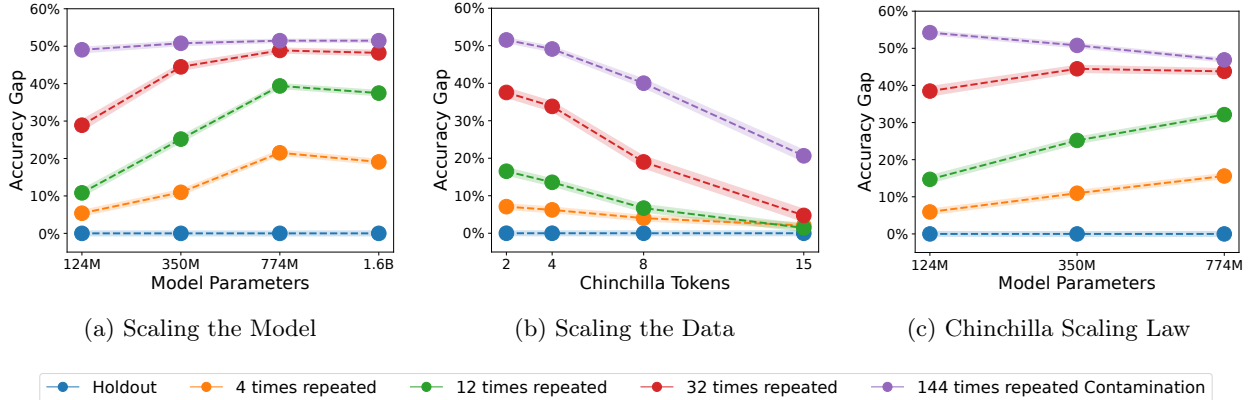 60%
50%
40%
30%
20%
10%
0%
Accuracy Gap
124M 350M 774M 1.6B
Model Parameters
(a) Scaling the Model
60%
50%
40%
30%
20%
10%
0%
Accuracy Gap
2 4 8 15
Chinchilla Tokens
(b) Scaling the Data
60%
50%
40%
30%
20%
10%
0%
Accuracy Gap
124M 350M 774M
Model Parameters
(c) Chinchilla Scaling Law
Holdout 4 times repeated 12 times repeated 32 times repeated 144 times repeated Contamination